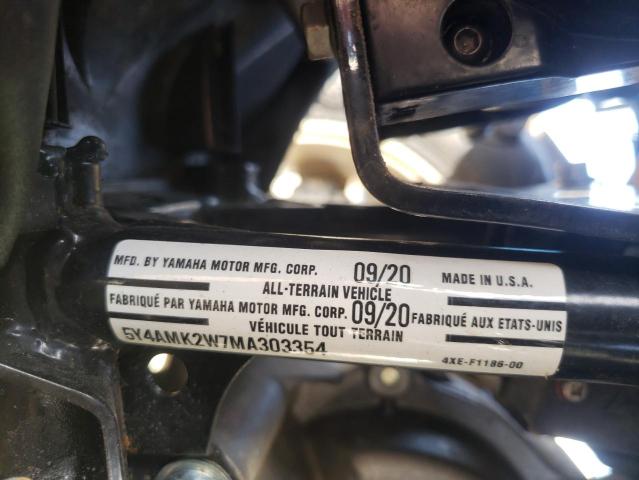 MFD. BY YAMAHA MOTOR MFG. CORP. 09/20 MADE IN U.S.A.
ALL-TERRAIN VEHICLE
FABRIQUÉ PAR YAMAHA MOTOR MFG. CORP. 09/20 FABRIQUÉ AUX ETATS-UNIS
VÉHICULE TOUT TERRAIN
5Y4AMK2W7MA303354
4XE-F1186-00